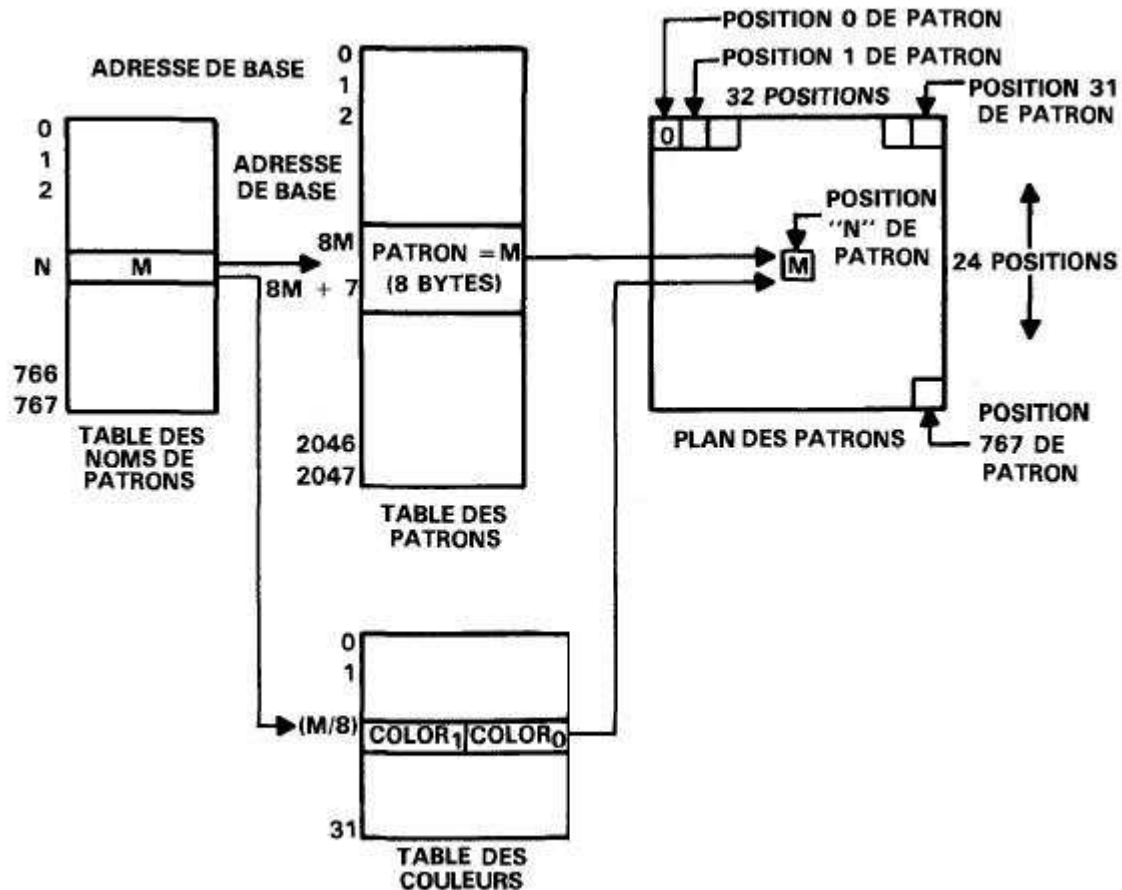 POSITION 0 DE PATRON
POSITION 1 DE PATRON
32 POSITIONS
POSITION 31
DE PATRON
ADRESSE DE BASE
0
1
2
0
1
2
ADRESSE
DE BASE
0
POSITION
"N" DE
PATRON
24 POSITIONS
N
M
8M
8M + 7
PATRON = M
(8 BYTES)
M
766
767
TABLE DES
NOMS DE
PATRONS
2046
2047
TABLE DES
PATRONS
PLAN DES PATRONS
POSITION
767 DE
PATRON
0
1
(M/8)
COLOR1 COLOR0
31
TABLE DES
COULEURS